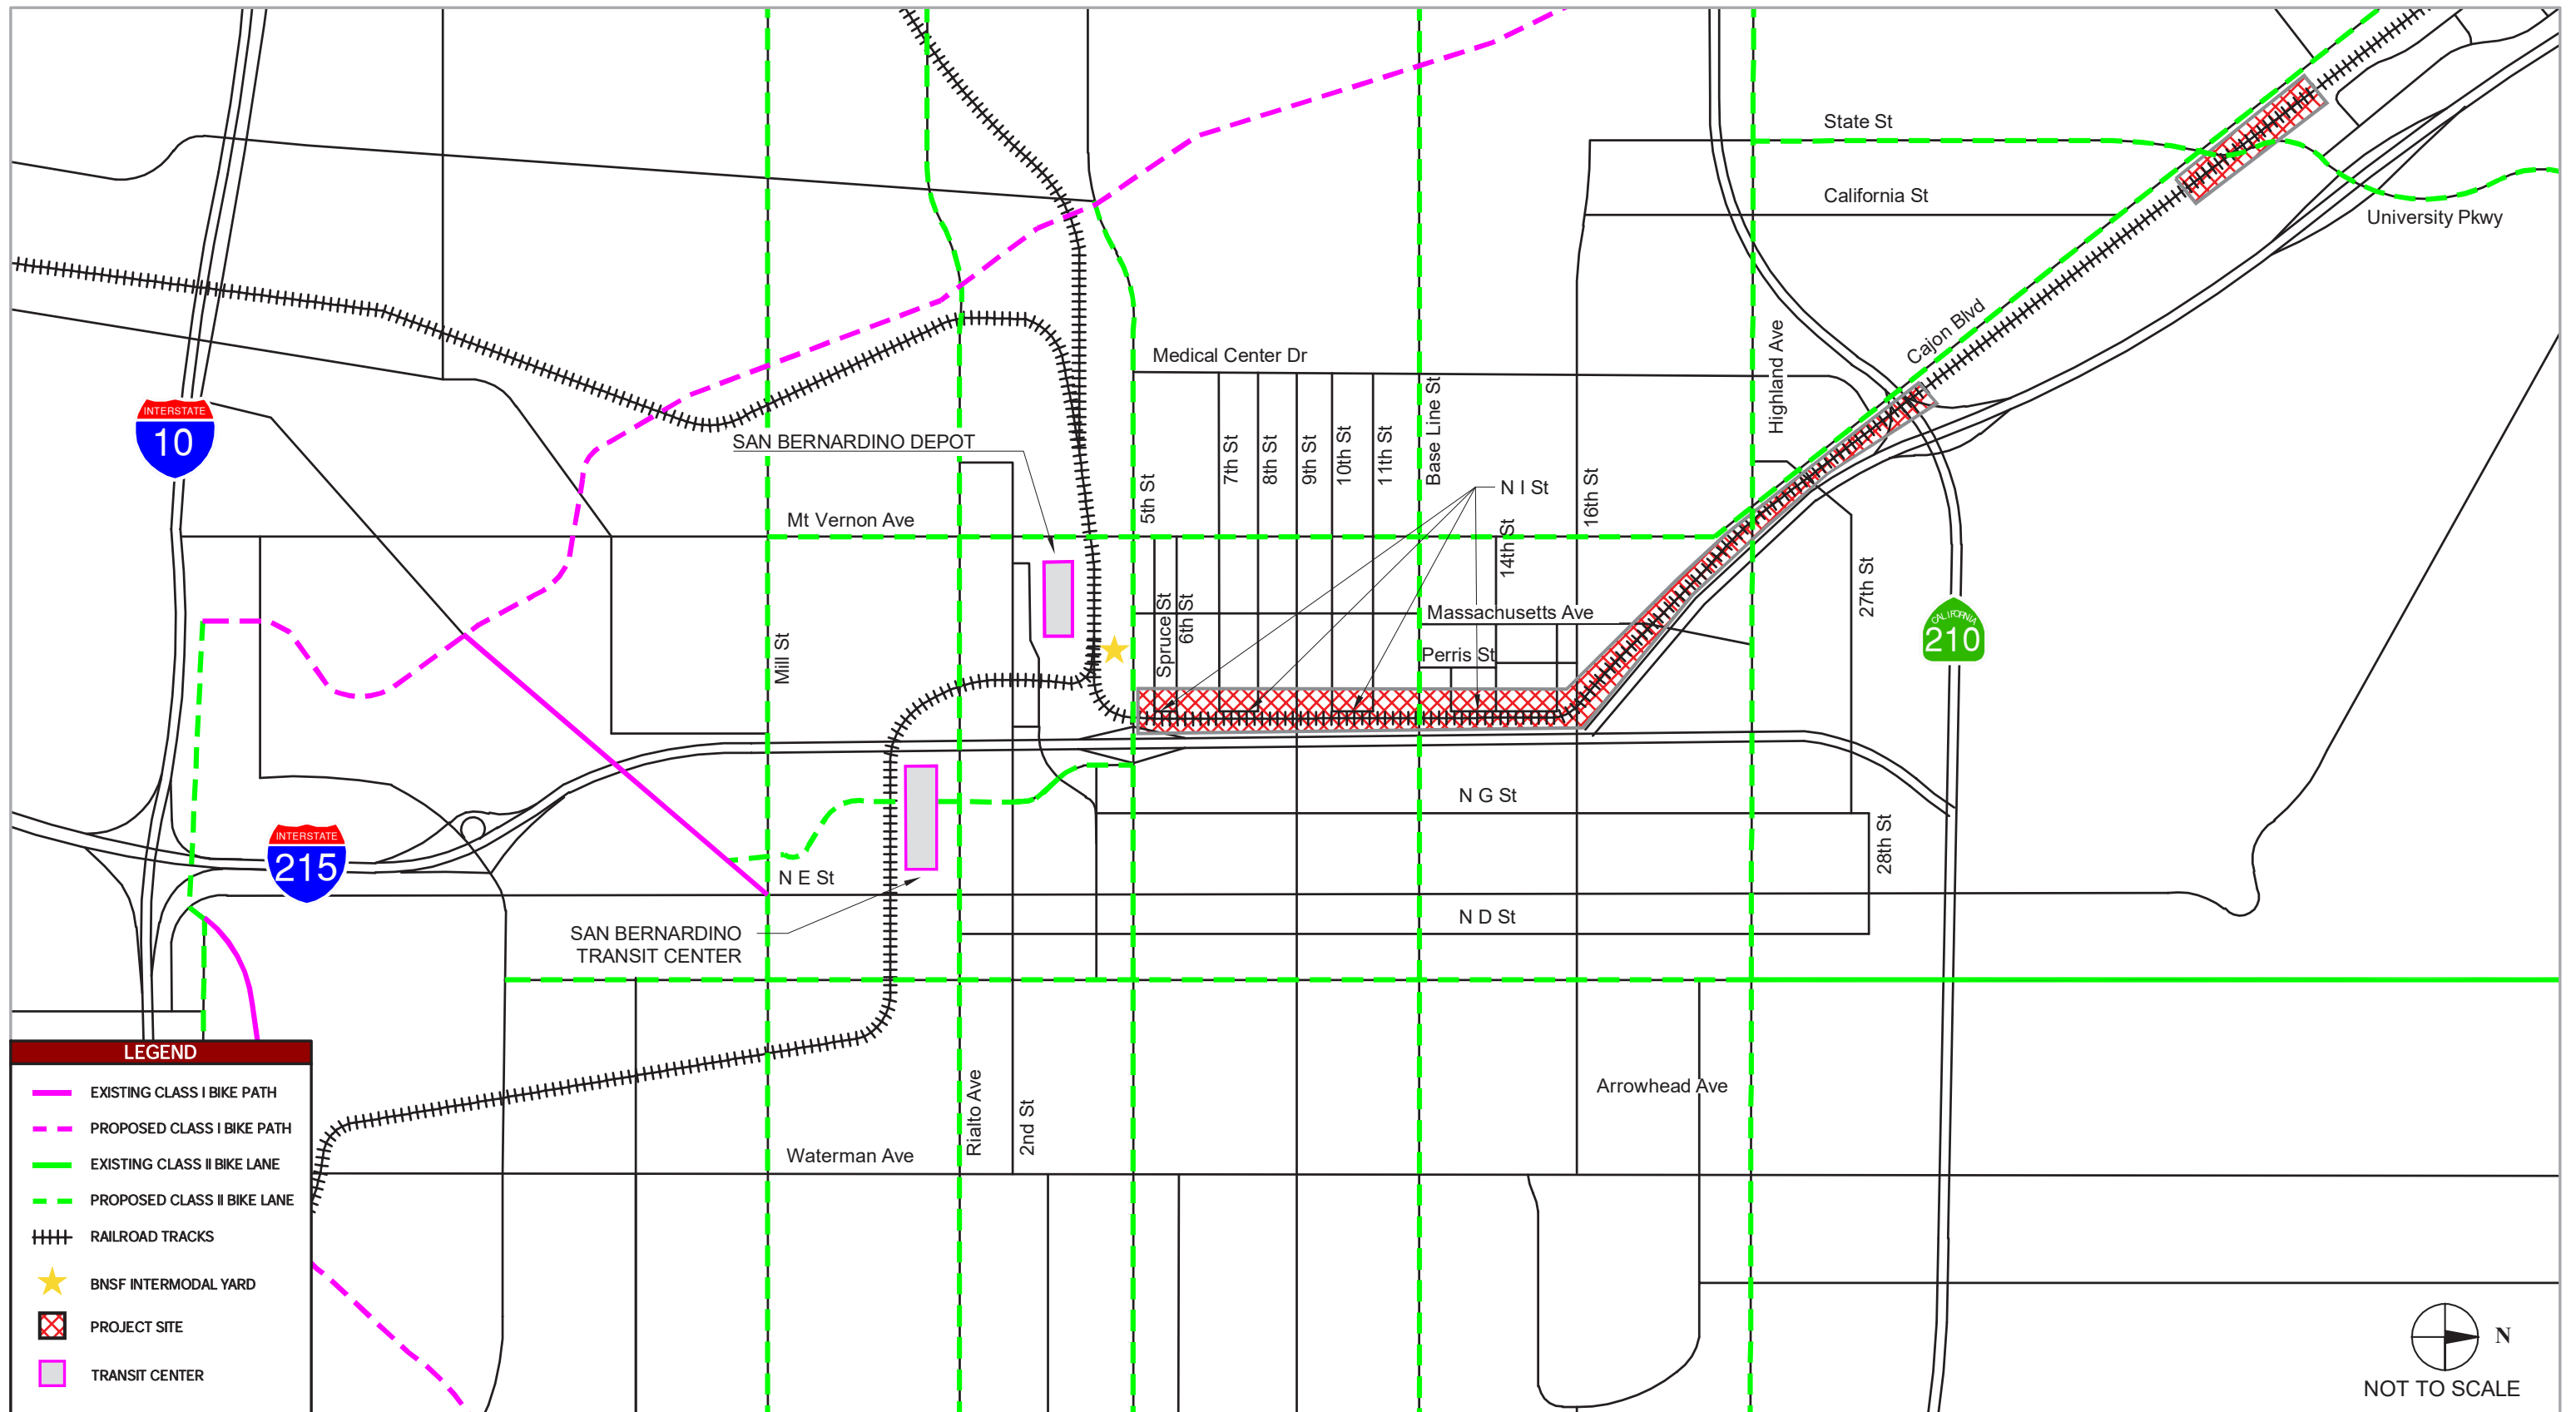 State St
California St
University Pkwy
Cajon Blvd
Highland Ave
Medical Center Dr
INTERSTATE
10
SAN BERNARDINO DEPOT
7th St
8th St
9th St
10th St
11th St
Base Line St
5th St
N I St
16th St
Mt Vernon Ave
14th St
27th St
Spruce St
6th St
Massachusetts Ave
CALIFORNIA
210
Mill St
Perris St
N G St
INTERSTATE
215
28th St
N E St
N D St
SAN BERNARDINO
TRANSIT CENTER
Rialto Ave
2nd St
Arrowhead Ave
Waterman Ave
LEGEND
EXISTING CLASS I BIKE PATH
PROPOSED CLASS I BIKE PATH
EXISTING CLASS II BIKE LANE
PROPOSED CLASS II BIKE LANE
RAILROAD TRACKS
BNSF INTERMODAL YARD
PROJECT SITE
TRANSIT CENTER
N
NOT TO SCALE